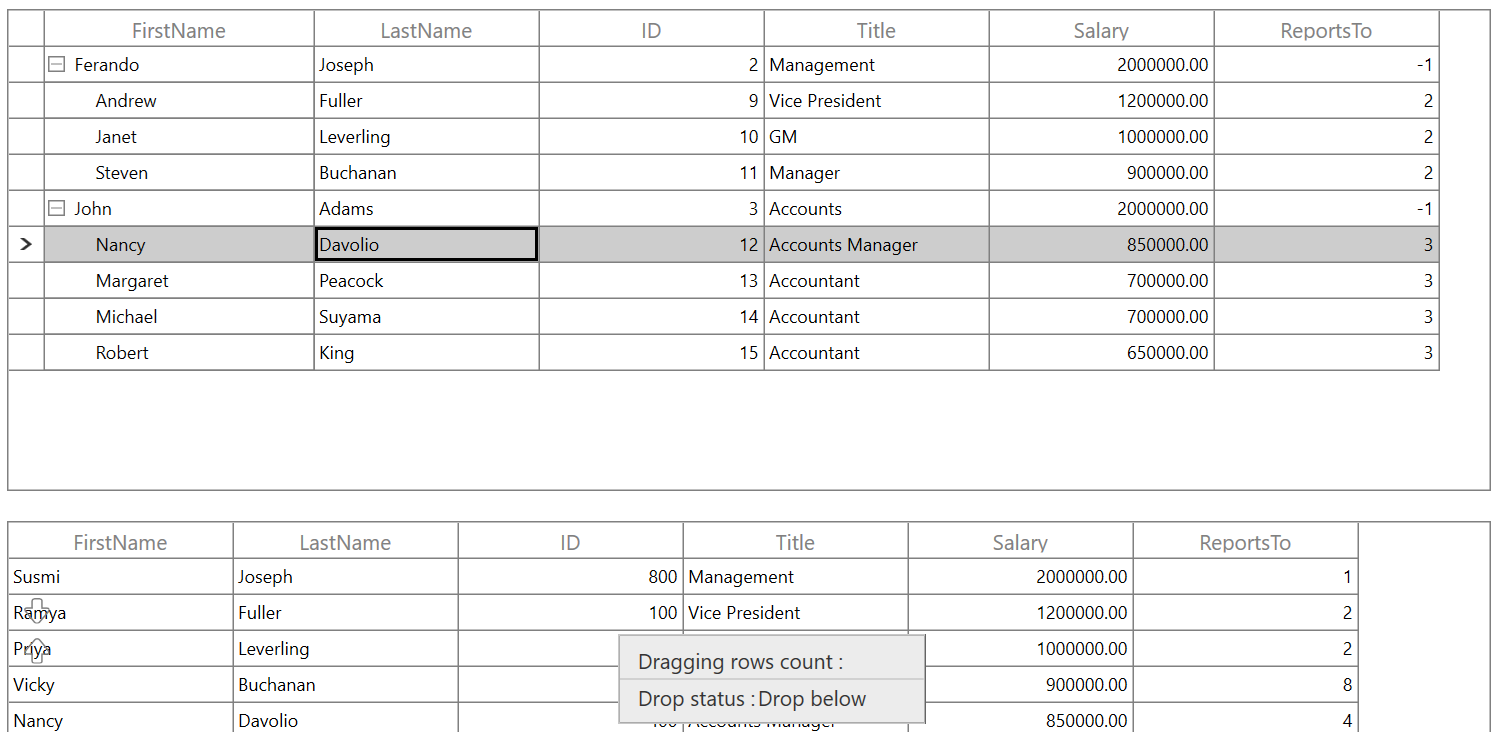 FirstName LastName ID Title Salary ReportsTo
Ferando Joseph 2 Management 2000000.00 -1
Andrew Fuller 9 Vice President 1200000.00 2
Janet Leverling 10 GM 1000000.00 2
Steven Buchanan 11 Manager 900000.00 2
John Adams 3 Accounts 2000000.00 -1
Nancy Davolio 12 Accounts Manager 850000.00 3
Margaret Peacock 13 Accountant 700000.00 3
Michael Suyama 14 Accountant 700000.00 3
Robert King 15 Accountant 650000.00 3
FirstName LastName ID Title Salary ReportsTo
Susmi Joseph 800 Management 2000000.00 1
Ramya Fuller 100 Vice President 1200000.00 2
Priya Leverling 1000000.00 2
Dragging rows count :
Vicky Buchanan 900000.00 8
Drop status :Drop below
Nancy Davolio Accounts Manager 850000.00 4